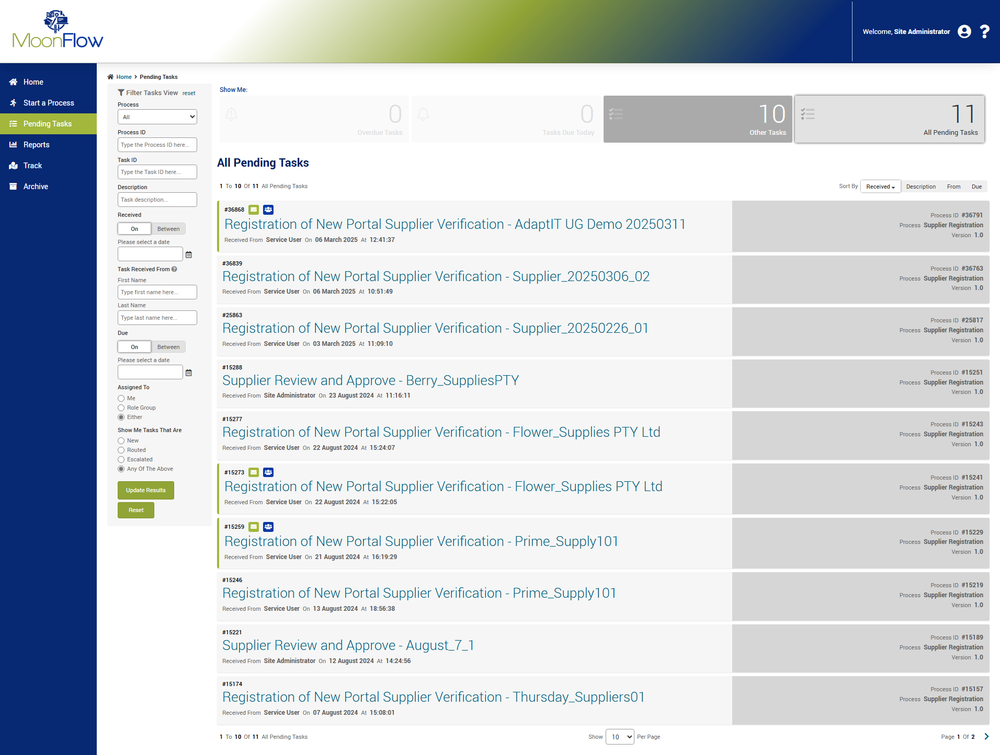 MoonFlow
Welcome, Site Administrator
Home
Start a Process
Pending Tasks
Reports
Track
Archive
Home > Pending Tasks
Filter Tasks View reset
Process
All
Process ID
Type the Process ID here...
Task ID
Type the Task ID here...
Description
Task description...
Received
On Between
Please select a date
Task Received From
First Name
Type first name here...
Last Name
Type last name here...
Due
On Between
Please select a date
Assigned To
Me
Role Group
Either
Show Me Tasks That Are
New
Routed
Escalated
Any Of The Above
Update Results
Reset
Show Me:
0
Overdue Tasks
0
Tasks Due Today
10
Other Tasks
11
All Pending Tasks
All Pending Tasks
1 To 10 Of 11 All Pending Tasks
Sort By Received Description From Due
#36868
Registration of New Portal Supplier Verification - AdaptIT UG Demo 20250311
Received From Service User On 06 March 2025 At 12:41:37
Process ID #36791
Process Supplier Registration
Version 1.0
#36839
Registration of New Portal Supplier Verification - Supplier_20250306_02
Received From Service User On 06 March 2025 At 10:51:49
Process ID #36763
Process Supplier Registration
Version 1.0
#25863
Registration of New Portal Supplier Verification - Supplier_20250226_01
Received From Service User On 03 March 2025 At 11:09:10
Process ID #25817
Process Supplier Registration
Version 1.0
#15288
Supplier Review and Approve - Berry_SuppliesPTY
Received From Site Administrator On 23 August 2024 At 11:16:11
Process ID #15251
Process Supplier Registration
Version 1.0
#15277
Registration of New Portal Supplier Verification - Flower_Supplies PTY Ltd
Received From Service User On 22 August 2024 At 15:24:07
Process ID #15243
Process Supplier Registration
Version 1.0
#15273
Registration of New Portal Supplier Verification - Flower_Supplies PTY Ltd
Received From Service User On 22 August 2024 At 15:22:05
Process ID #15241
Process Supplier Registration
Version 1.0
#15259
Registration of New Portal Supplier Verification - Prime_Supply101
Received From Service User On 21 August 2024 At 16:19:29
Process ID #15229
Process Supplier Registration
Version 1.0
#15246
Registration of New Portal Supplier Verification - Prime_Supply101
Received From Service User On 13 August 2024 At 18:56:38
Process ID #15219
Process Supplier Registration
Version 1.0
#15221
Supplier Review and Approve - August_7_1
Received From Site Administrator On 12 August 2024 At 14:24:56
Process ID #15189
Process Supplier Registration
Version 1.0
#15174
Registration of New Portal Supplier Verification - Thursday_Suppliers01
Received From Service User On 07 August 2024 At 15:08:01
Process ID #15157
Process Supplier Registration
Version 1.0
1 To 10 Of 11 All Pending Tasks
Show 10 Per Page
Page 1 Of 2